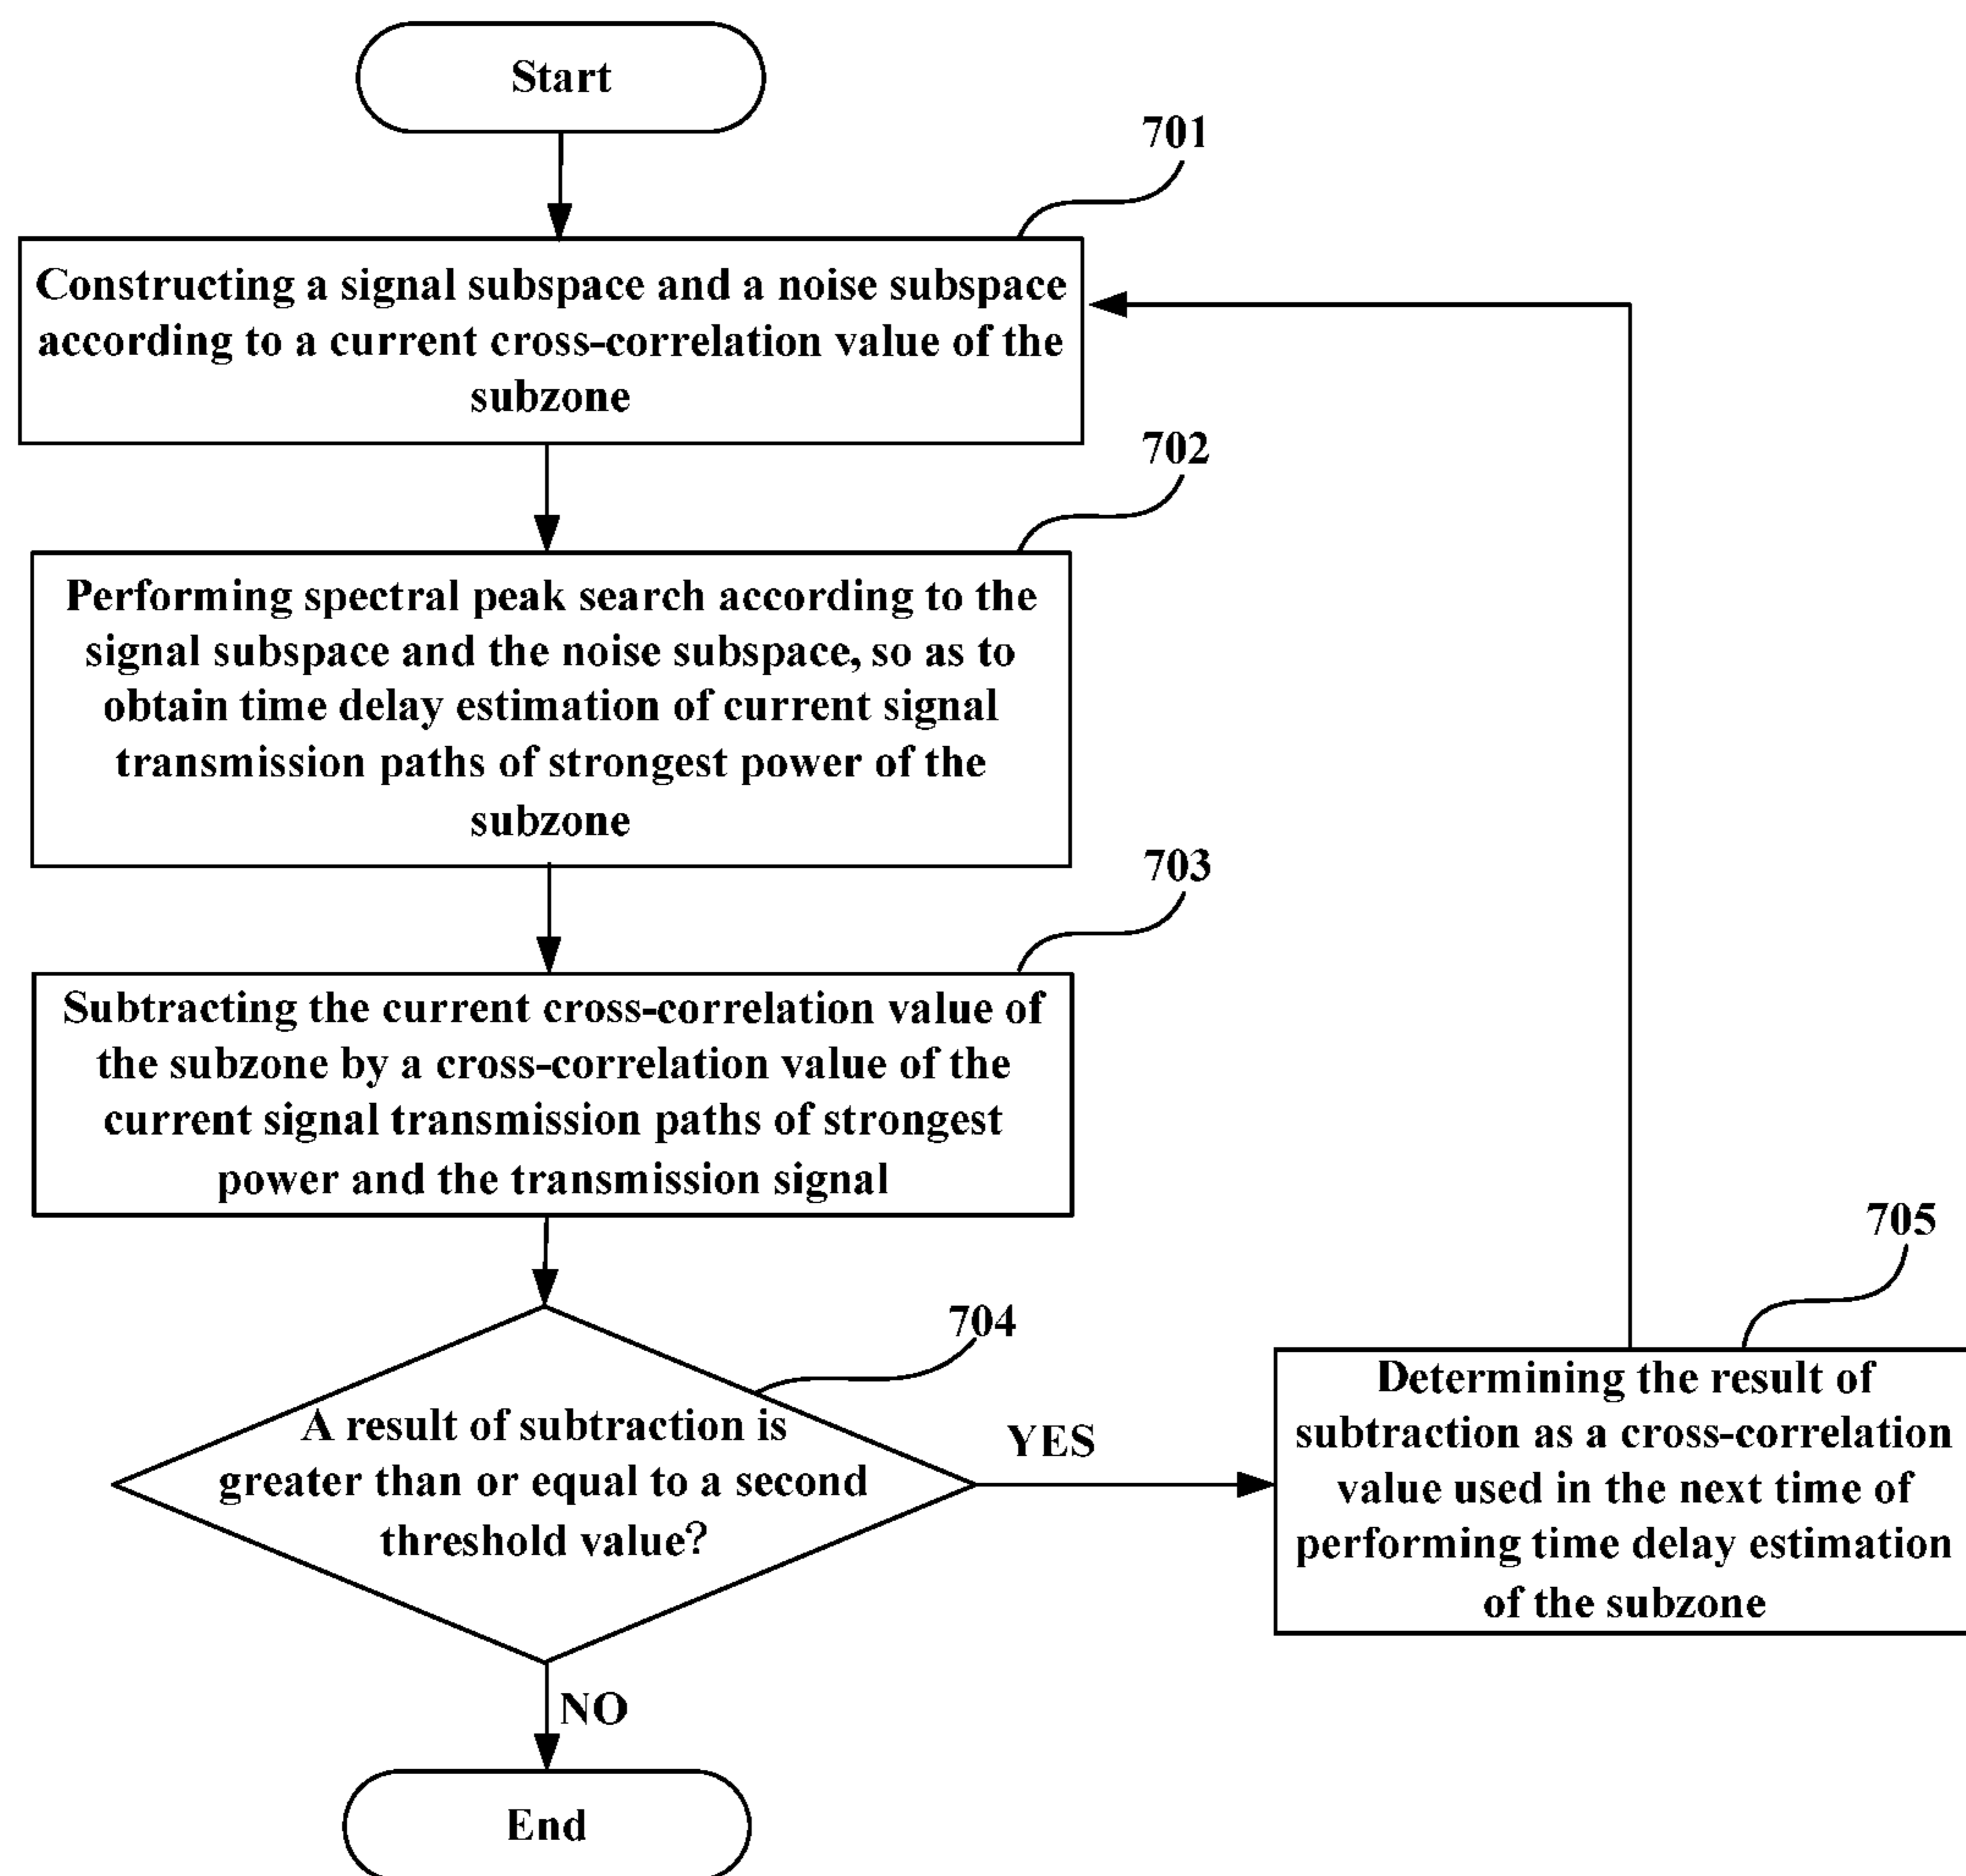 Start
701
Constructing a signal subspace and a noise subspace
according to a current cross-correlation value of the
subzone
702
Performing spectral peak search according to the
signal subspace and the noise subspace, so as to
obtain time delay estimation of current signal
transmission paths of strongest power of the
subzone
703
Subtracting the current cross-correlation value of
the subzone by a cross-correlation value of the
current signal transmission paths of strongest
power and the transmission signal
704
A result of subtraction is
greater than or equal to a second
threshold value?
YES
705
Determining the result of
subtraction as a cross-correlation
value used in the next time of
performing time delay estimation
of the subzone
NO
End